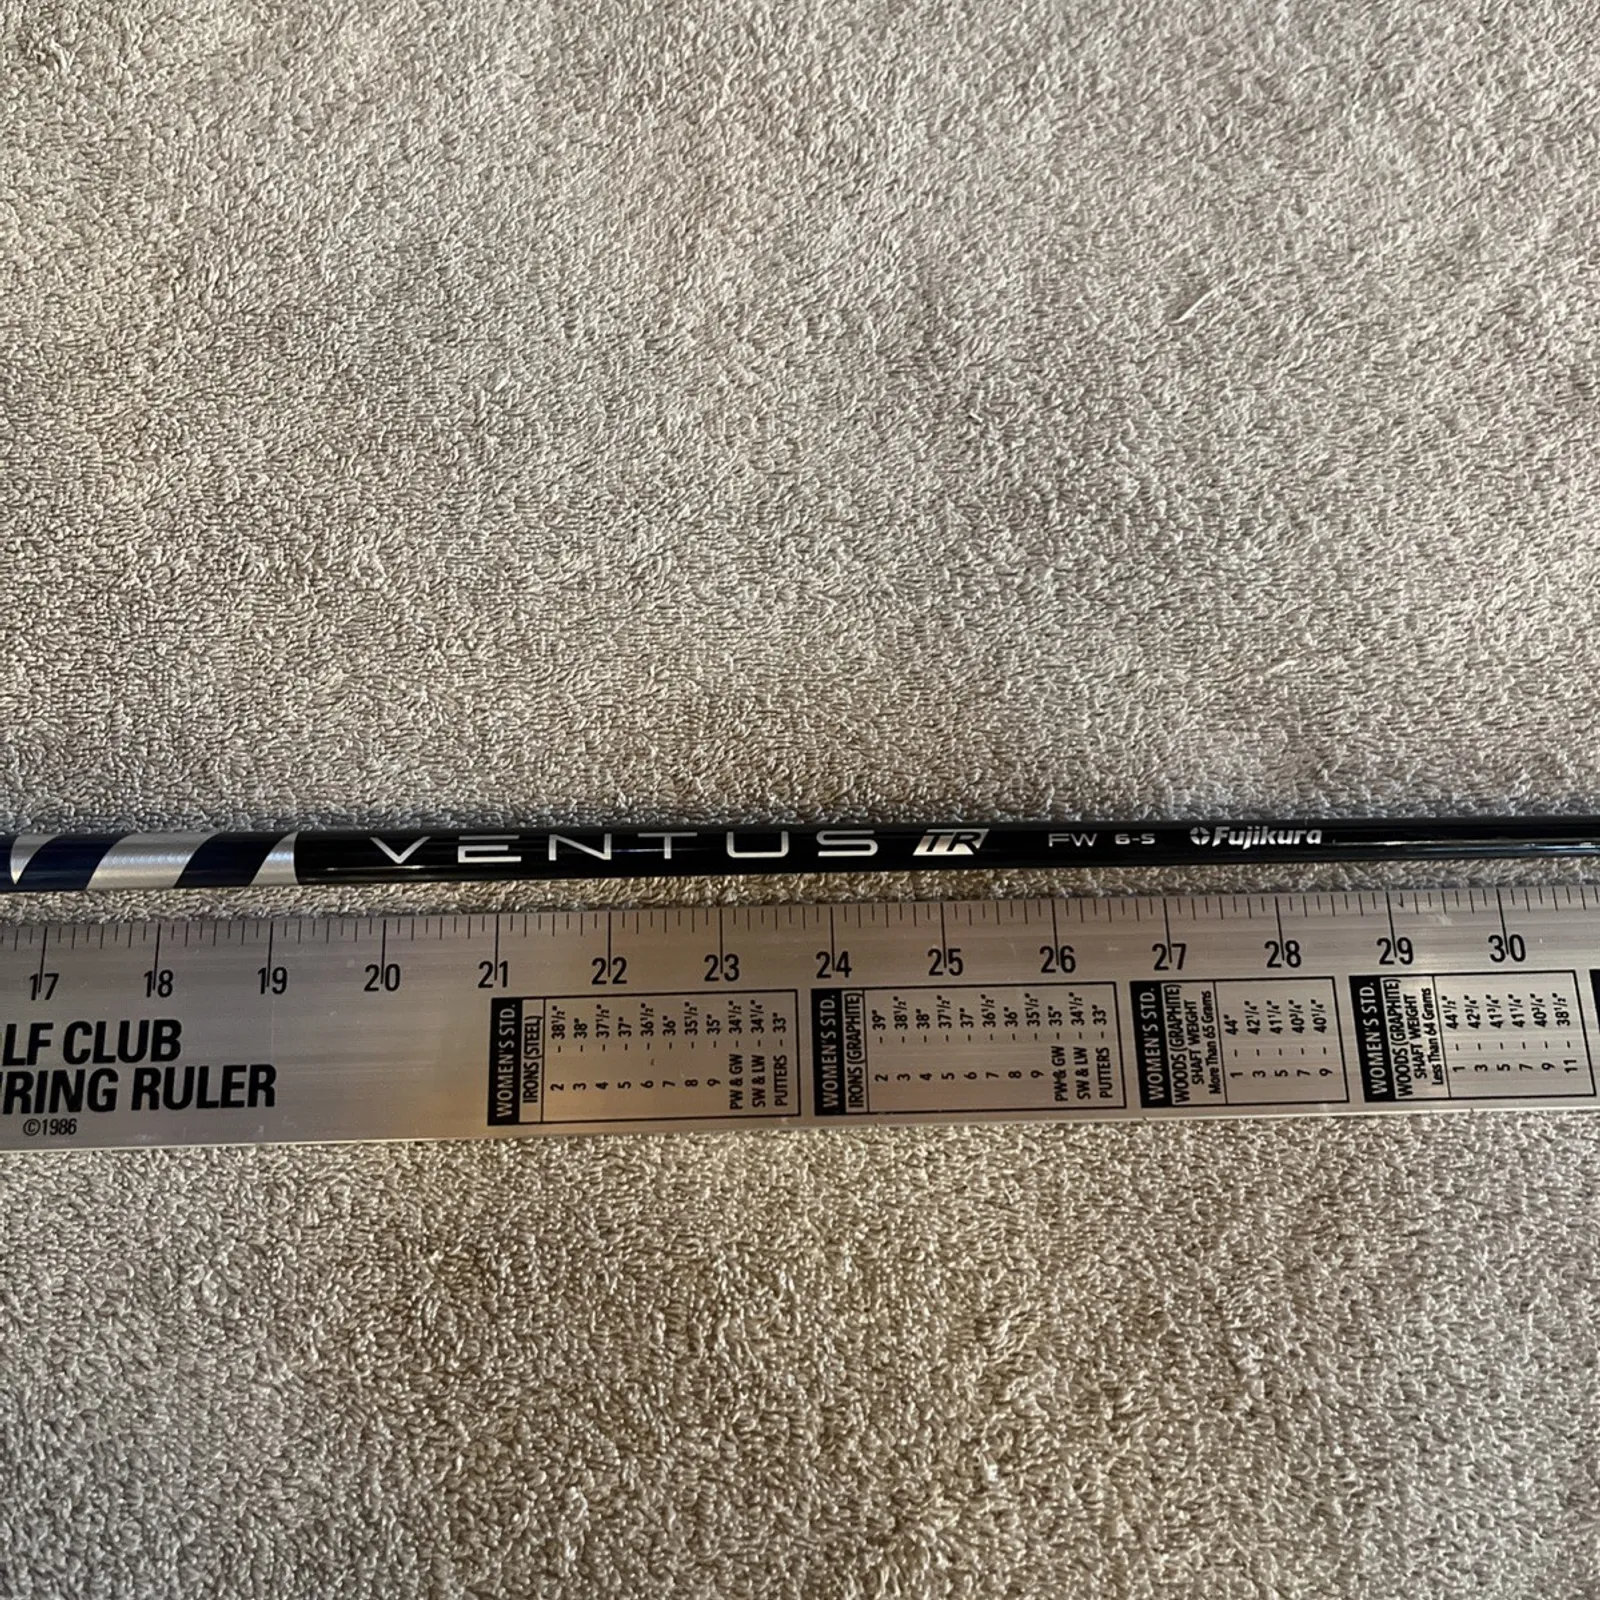 VENTUS TR FW 6-S Fujikura
17 18 19 20 21 22 23 24 25 26 27 28 29 30
LF CLUB
RING RULER
©1986
WOMEN'S STD.
IRONS (STEEL)
2 - 38½"
3 - 38"
4 - 37½"
5 - 37"
6 - 36½"
7 - 36"
8 - 35½"
9 - 35"
PW & GW - 34½"
SW & LW - 34¼"
PUTTERS - 33"
WOMEN'S STD.
IRONS (GRAPHITE)
2 - 39"
3 - 38½"
4 - 38"
5 - 37½"
6 - 37"
7 - 36½"
8 - 36"
9 - 35½"
PW & GW - 35"
SW & LW - 34½"
PUTTERS - 33"
WOMEN'S STD.
WOODS (GRAPHITE)
SHAFT WEIGHT
More Than 65 Grams
1 - 44"
3 - 42¼"
5 - 41¼"
7 - 40¾"
9 - 40¼"
WOMEN'S STD.
WOODS (GRAPHITE)
SHAFT WEIGHT
Less Than 64 Grams
1 - 44½"
3 - 42¾"
5 - 41¾"
7 - 41¼"
9 - 40¾"
11 - 38½"